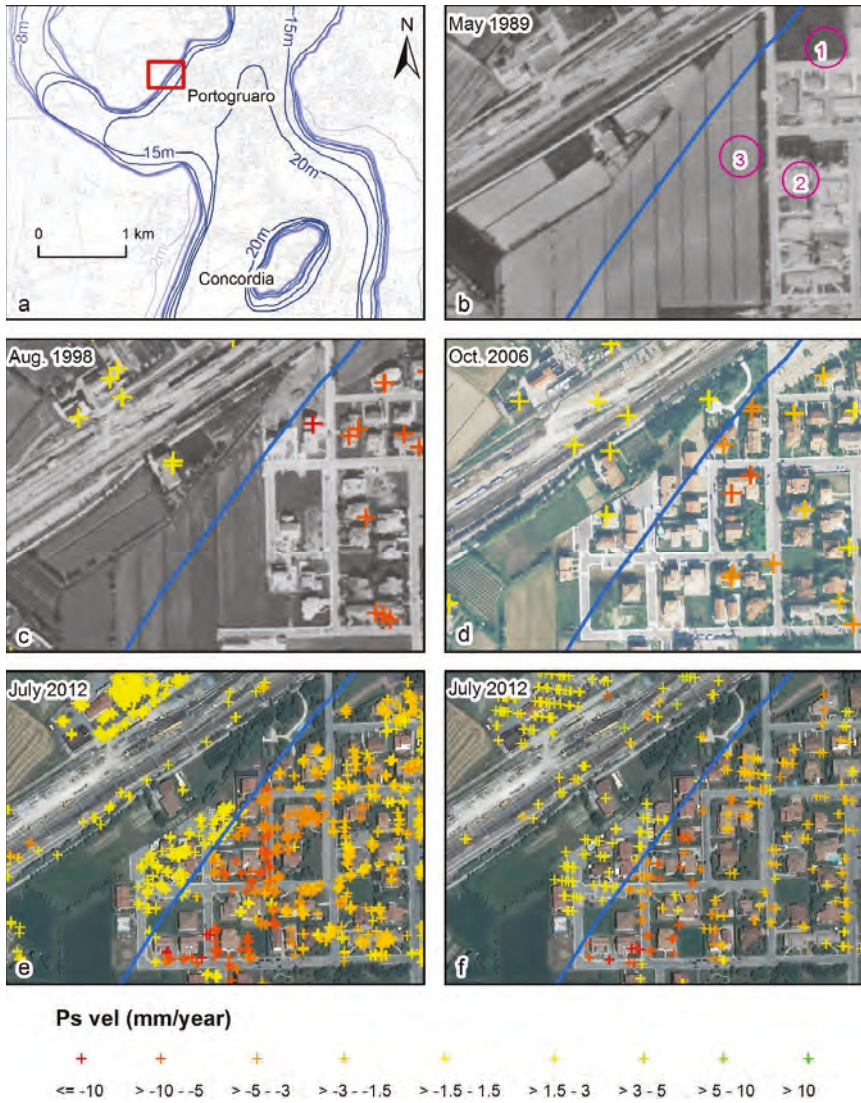 8m
15m
N
Portogruaro
15m
20m
0 1 km
20m
2m
Concordia
a
May 1989
1
3
2
b
Aug. 1998
c
Oct. 2006
d
July 2012
e
July 2012
f
Ps vel (mm/year)
<= -10 > -10 - -5 > -5 - -3 > -3 - -1.5 > -1.5 - 1.5 > 1.5 - 3 > 3 - 5 > 5 - 10 > 10